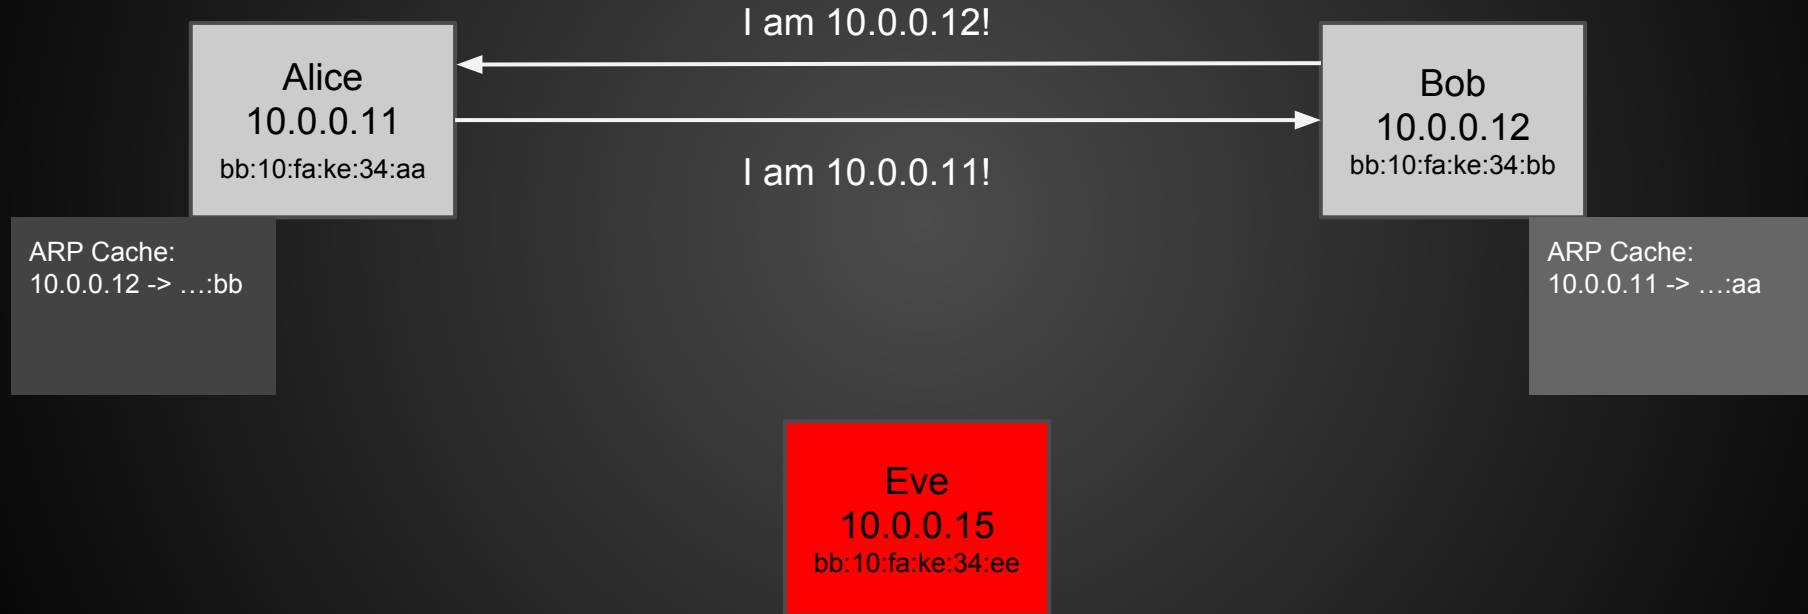 I am 10.0.0.12!
Alice
10.0.0.11
bb:10:fa:ke:34:aa
Bob
10.0.0.12
bb:10:fa:ke:34:bb
I am 10.0.0.11!
ARP Cache:
10.0.0.12 -> …:bb
ARP Cache:
10.0.0.11 -> …:aa
Eve
10.0.0.15
bb:10:fa:ke:34:ee